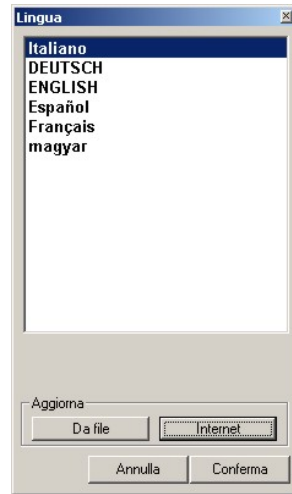 Lingua
Italiano
DEUTSCH
ENGLISH
Español
Français
magyar
Aggiorna
Da file
Internet
Annulla
Conferma